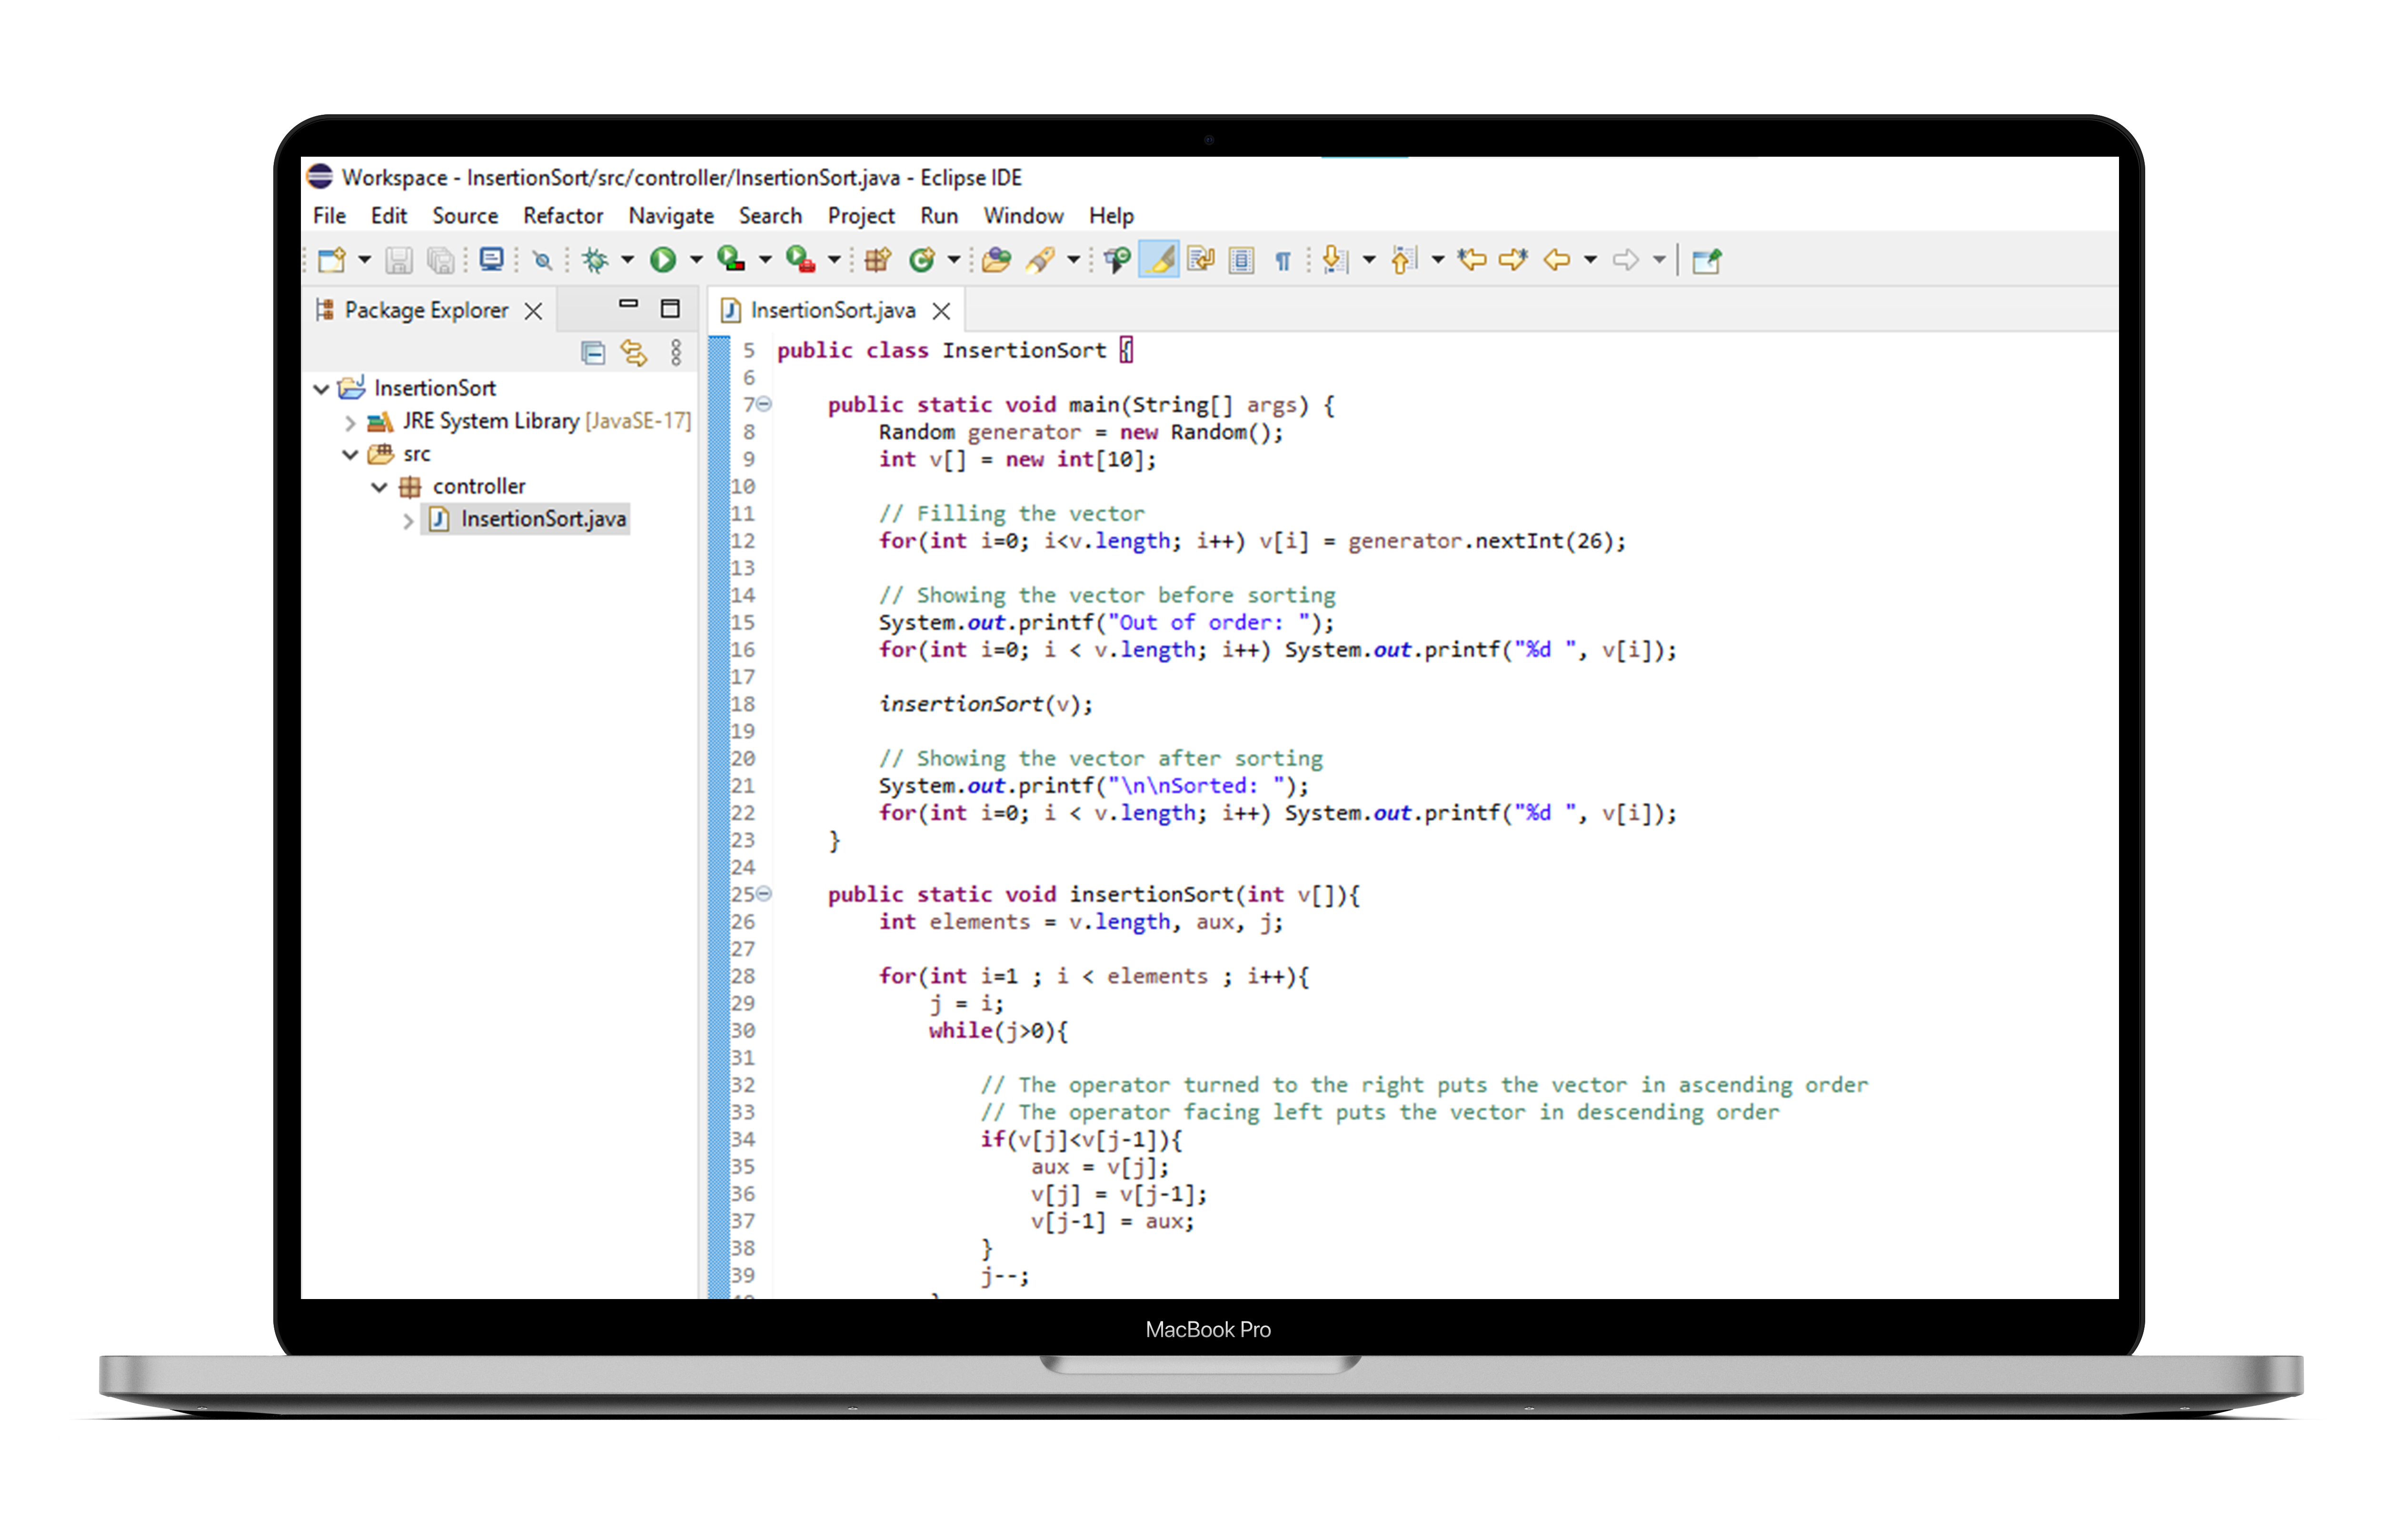 Workspace - InsertionSort/src/controller/InsertionSort.java - Eclipse IDE
File Edit Source Refactor Navigate Search Project Run Window Help
Package Explorer
InsertionSort
JRE System Library [JavaSE-17]
src
controller
InsertionSort.java
InsertionSort.java
5 public class InsertionSort {
6
7 public static void main(String[] args) {
8 Random generator = new Random();
9 int v[] = new int[10];
10
11 // Filling the vector
12 for(int i=0; i<v.length; i++) v[i] = generator.nextInt(26);
13
14 // Showing the vector before sorting
15 System.out.printf("Out of order: ");
16 for(int i=0; i < v.length; i++) System.out.printf("%d ", v[i]);
17
18 insertionSort(v);
19
20 // Showing the vector after sorting
21 System.out.printf("\n\nSorted: ");
22 for(int i=0; i < v.length; i++) System.out.printf("%d ", v[i]);
23 }
24
25 public static void insertionSort(int v[]){
26 int elements = v.length, aux, j;
27
28 for(int i=1 ; i < elements ; i++){
29 j = i;
30 while(j>0){
31
32 // The operator turned to the right puts the vector in ascending order
33 // The operator facing left puts the vector in descending order
34 if(v[j]<v[j-1]){
35 aux = v[j];
36 v[j] = v[j-1];
37 v[j-1] = aux;
38 }
39 j--;
MacBook Pro